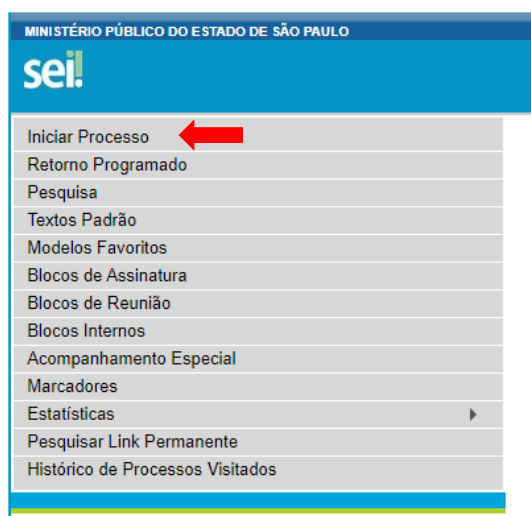 MINISTÉRIO PÚBLICO DO ESTADO DE SÃO PAULO
sei!
Iniciar Processo
Retorno Programado
Pesquisa
Textos Padrão
Modelos Favoritos
Blocos de Assinatura
Blocos de Reunião
Blocos Internos
Acompanhamento Especial
Marcadores
Estatísticas
Pesquisar Link Permanente
Histórico de Processos Visitados